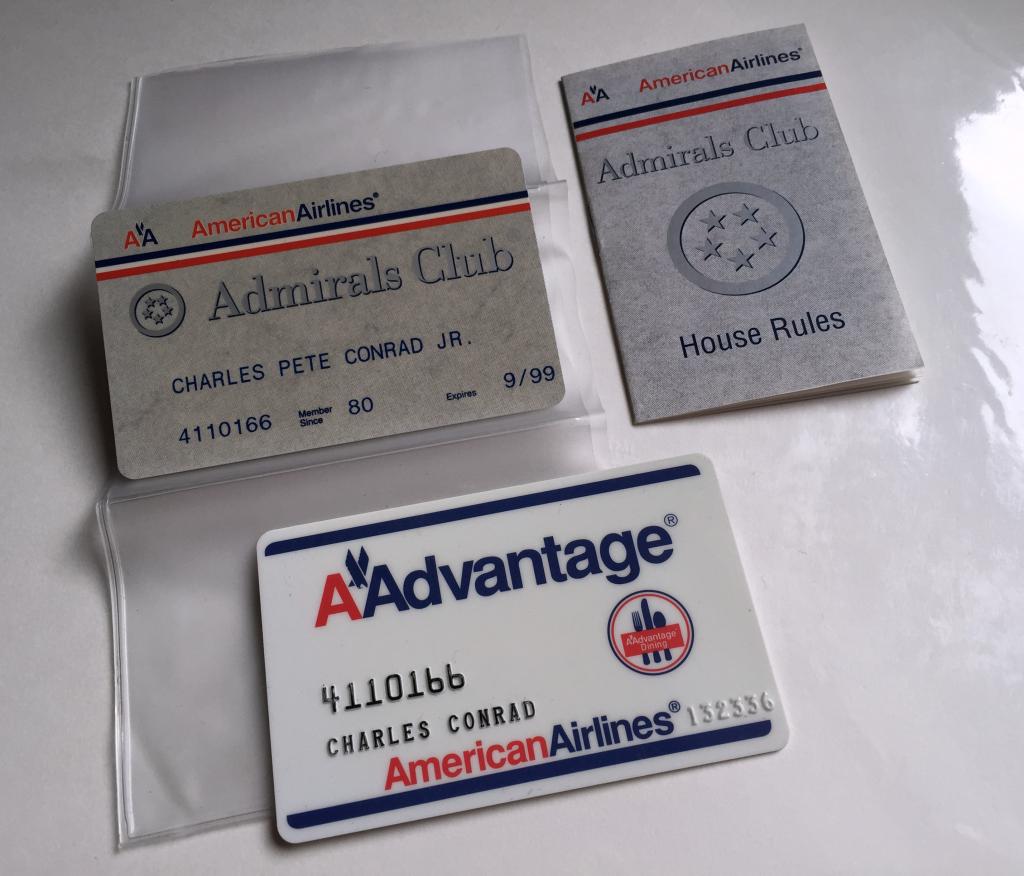 AA AmericanAirlines®
Admirals Club
CHARLES PETE CONRAD JR.
4110166 Member Since 80 Expires 9/99
AA AmericanAirlines®
Admirals Club
House Rules
AAdvantage®
AAdvantage®
Dining
4110166
CHARLES CONRAD
AmericanAirlines® 132336